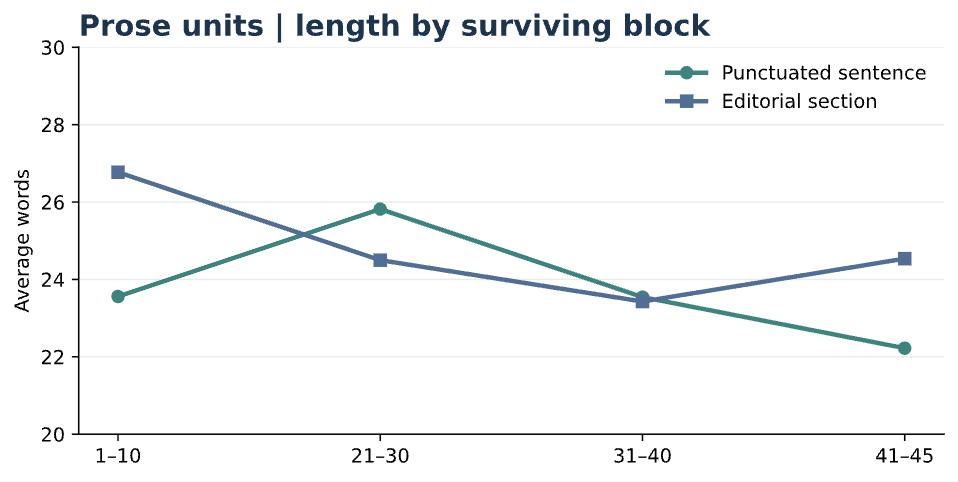 Prose units | length by surviving block
30
28
26
24
22
20
Average words
Punctuated sentence
Editorial section
1–10
21–30
31–40
41–45